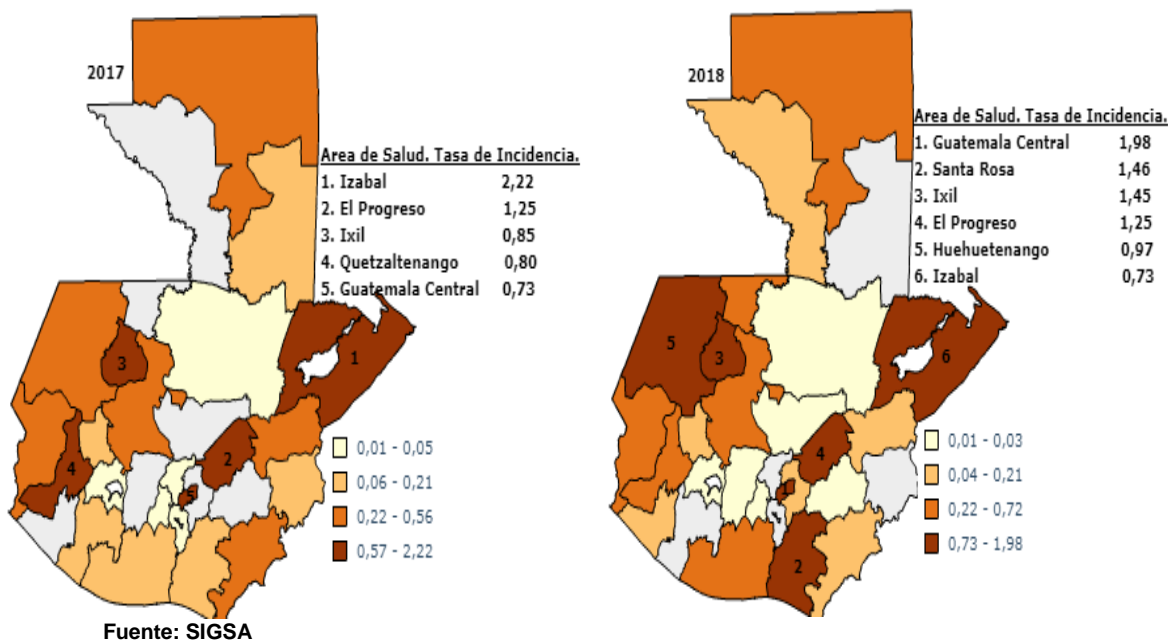 2017
Area de Salud. Tasa de Incidencia.
1. Izabal 2,22
2. El Progreso 1,25
3. Ixil 0,85
4. Quetzaltenango 0,80
5. Guatemala Central 0,73
3
1
4
2
5
0,01 - 0,05
0,06 - 0,21
0,22 - 0,56
0,57 - 2,22
2018
Area de Salud. Tasa de Incidencia.
1. Guatemala Central 1,98
2. Santa Rosa 1,46
3. Ixil 1,45
4. El Progreso 1,25
5. Huehuetenango 0,97
6. Izabal 0,73
5
3
6
4
2
0,01 - 0,03
0,04 - 0,21
0,22 - 0,72
0,73 - 1,98
Fuente: SIGSA